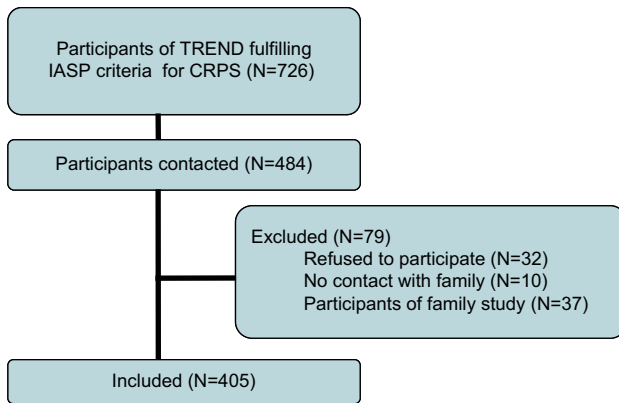 Participants of TREND fulfilling
IASP criteria for CRPS (N=726)
Participants contacted (N=484)
Excluded (N=79)
Refused to participate (N=32)
No contact with family (N=10)
Participants of family study (N=37)
Included (N=405)